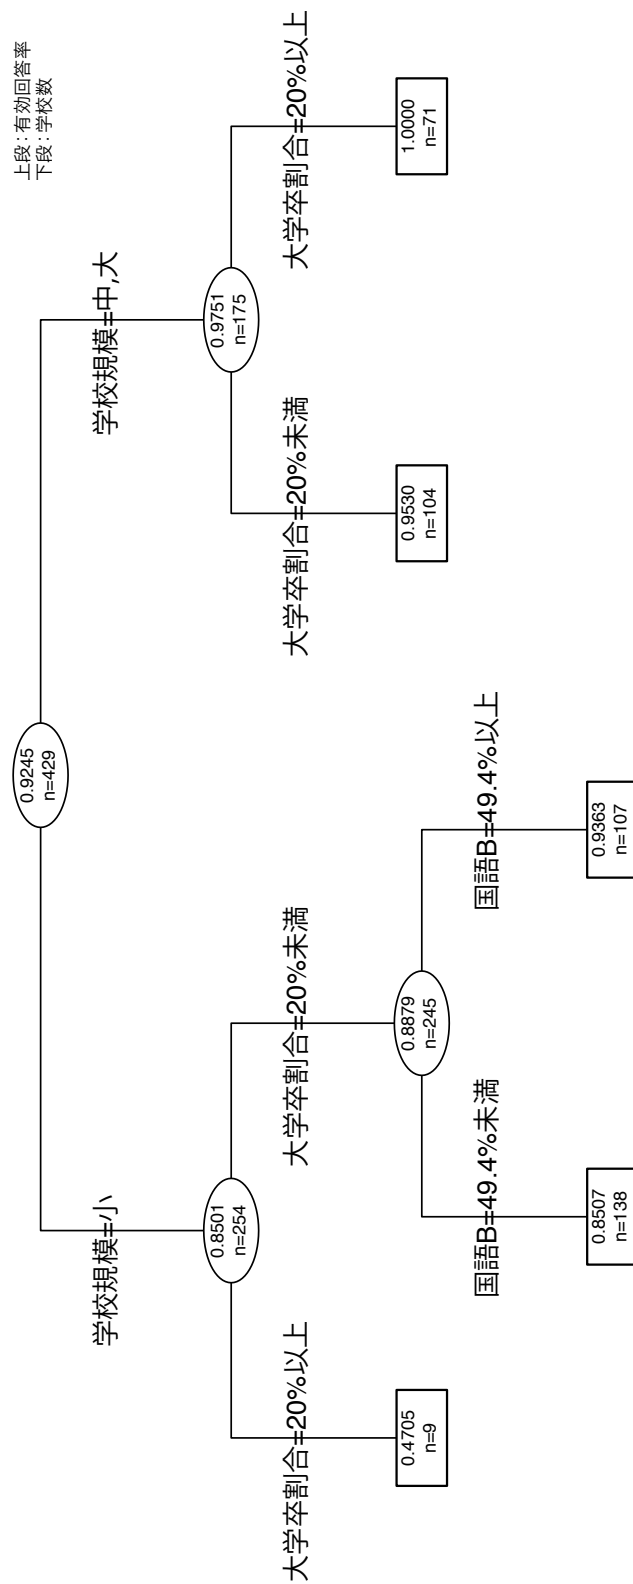 上段：有効回答率
下段：学校数
0.9245
n=429
学校規模=小
学校規模=中,大
0.8501
n=254
0.9751
n=175
大学卒割合=20%以上
大学卒割合=20%未満
大学卒割合=20%未満
大学卒割合=20%以上
0.4705
n=9
0.8879
n=245
0.9530
n=104
1.0000
n=71
国語B=49.4%未満
国語B=49.4%以上
0.8507
n=138
0.9363
n=107